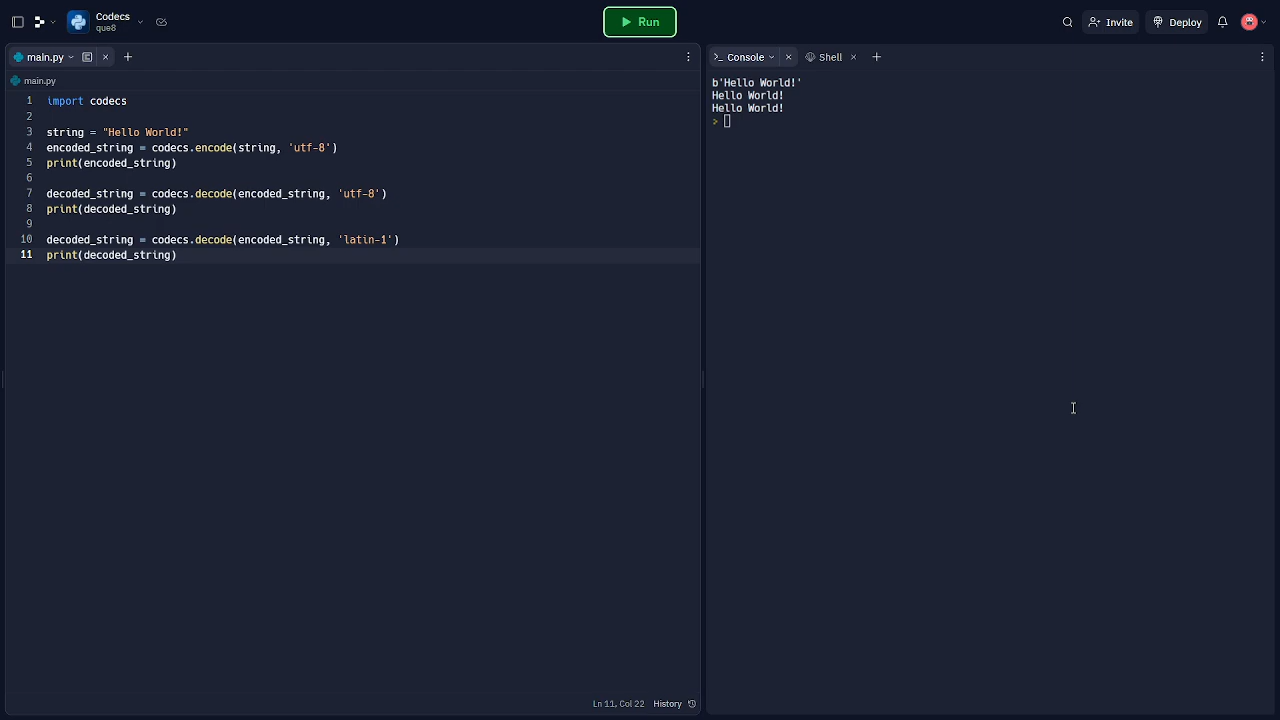 Codecs
que8
Run
Invite
Deploy
main.py
main.py
1 import codecs
2
3 string = "Hello World!"
4 encoded_string = codecs.encode(string, 'utf-8')
5 print(encoded_string)
6
7 decoded_string = codecs.decode(encoded_string, 'utf-8')
8 print(decoded_string)
9
10 decoded_string = codecs.decode(encoded_string, 'latin-1')
11 print(decoded_string)
Ln 11, Col 22 History
>_ Console
Shell
b'Hello World!'
Hello World!
Hello World!
>